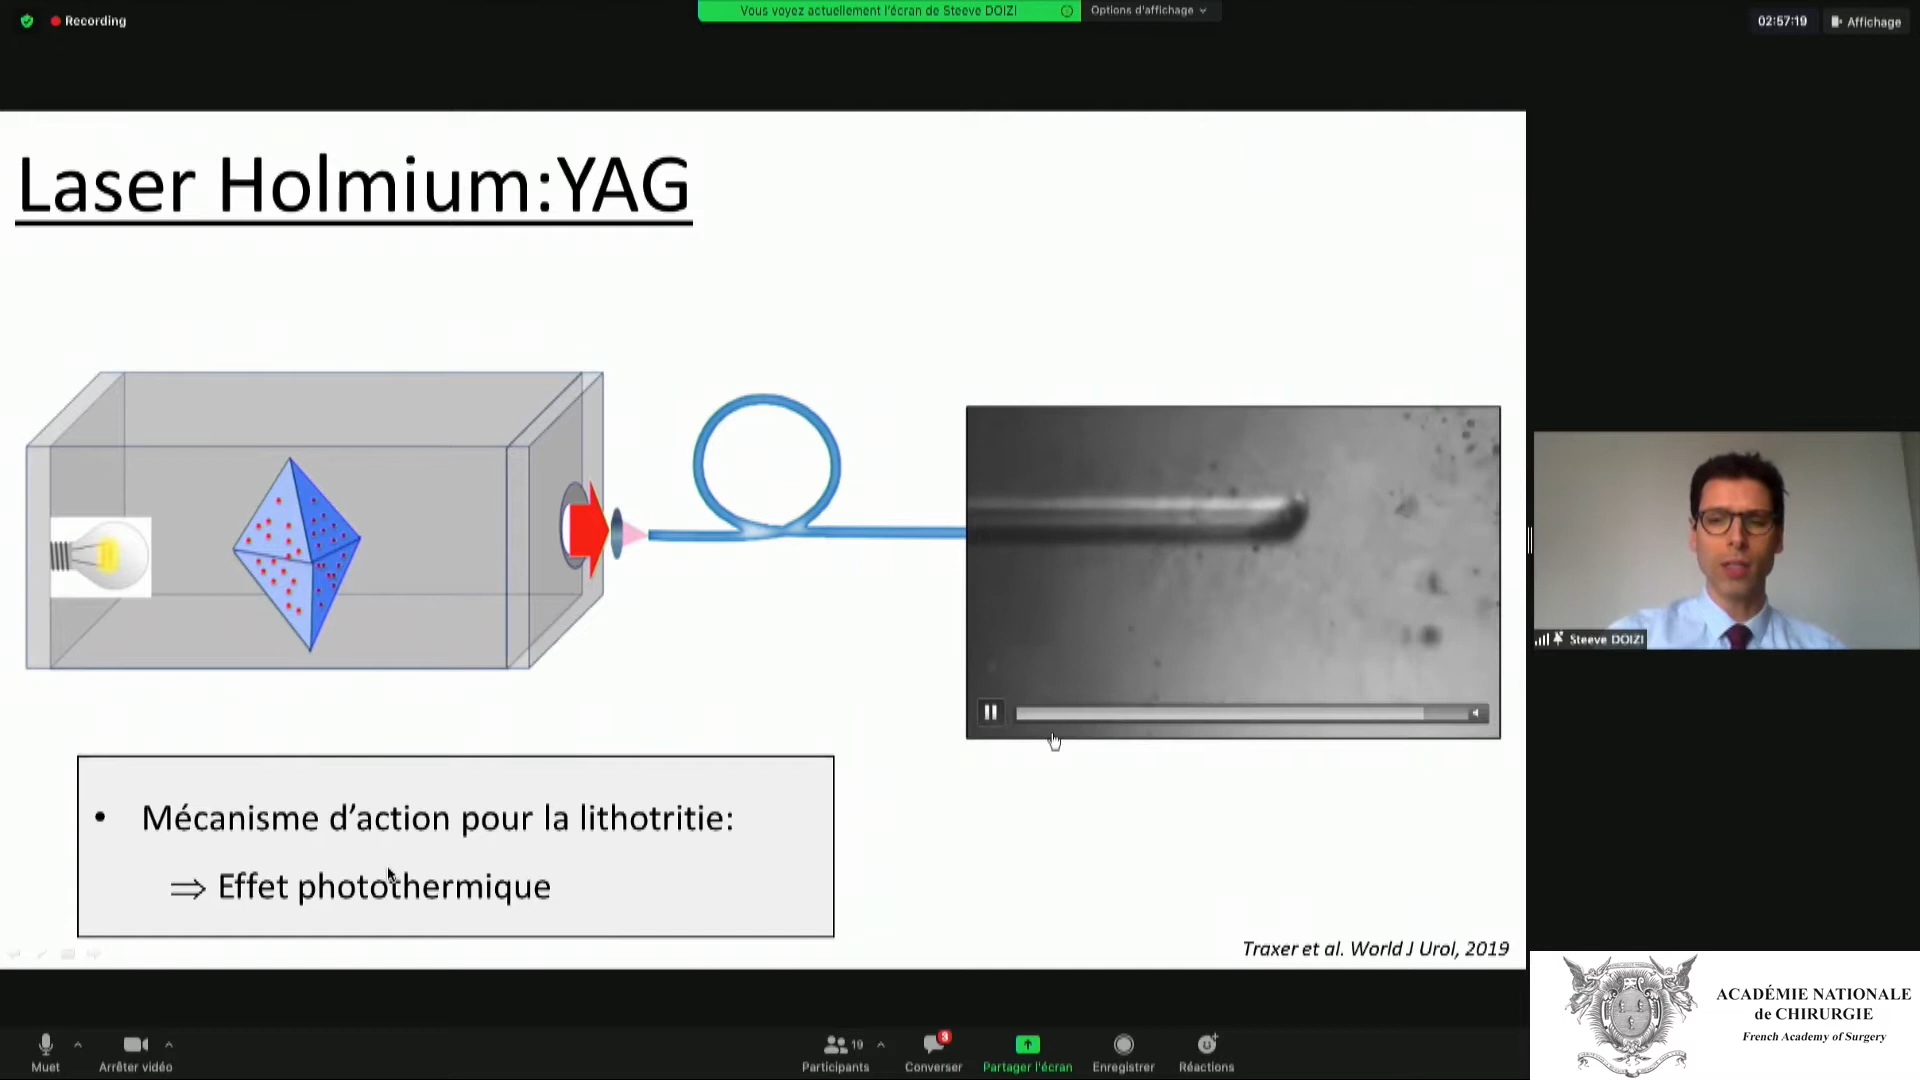 Recording
Vous voyez actuellement l'écran de Steeve DOIZI
Options d'affichage
02:57:19
Affichage
Laser Holmium:YAG
• Mécanisme d'action pour la lithotritie:
⇒ Effet photothermique
Traxer et al. World J Urol, 2019
Steeve DOIZI
ACADÉMIE NATIONALE
de CHIRURGIE
French Academy of Surgery
Muet
Arrêter vidéo
19
Participants
3
Converser
Partager l'écran
Enregistrer
Réactions